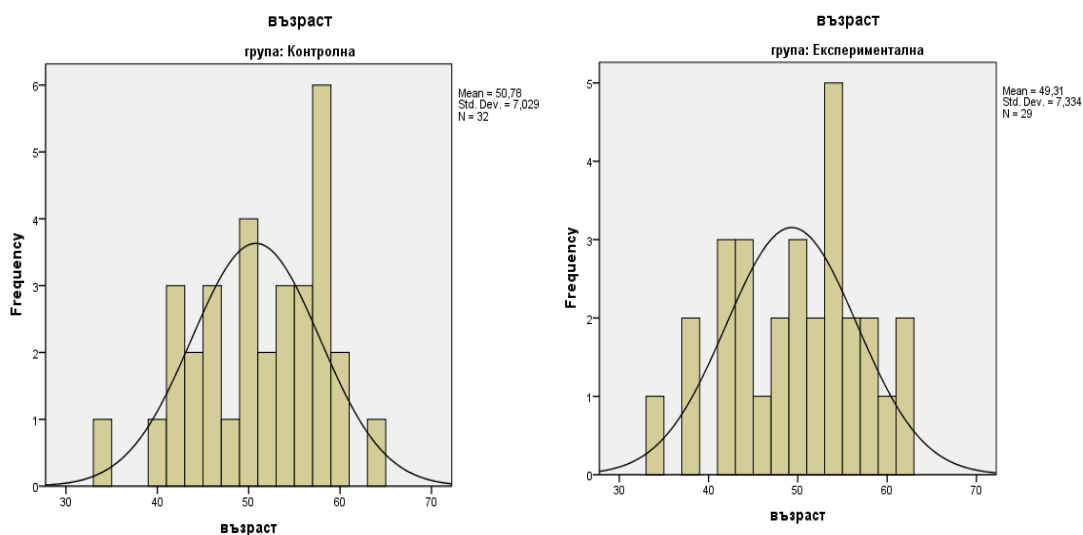 възраст
група: Контролна
Mean = 50,78
Std. Dev. = 7,029
N = 32
6
5
4
3
2
1
0
Frequency
30 40 50 60 70
възраст
възраст
група: Експериментална
Mean = 49,31
Std. Dev. = 7,334
N = 29
5
4
3
2
1
0
Frequency
30 40 50 60 70
възраст